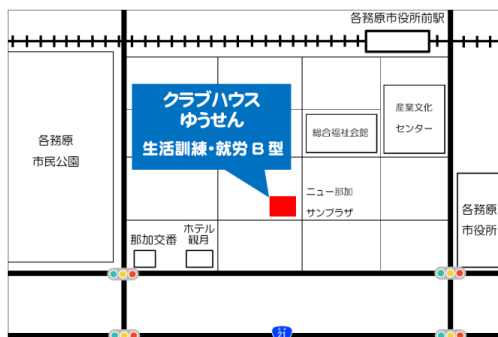 各務原市役所前駅
クラブハウス
ゆうせん
生活訓練・就労B型
産業文化
センター
総合福祉会館
各務原
市民公園
ニュー那加
サンプラザ
各務原
市役所
ホテル
観月
那加交番
21